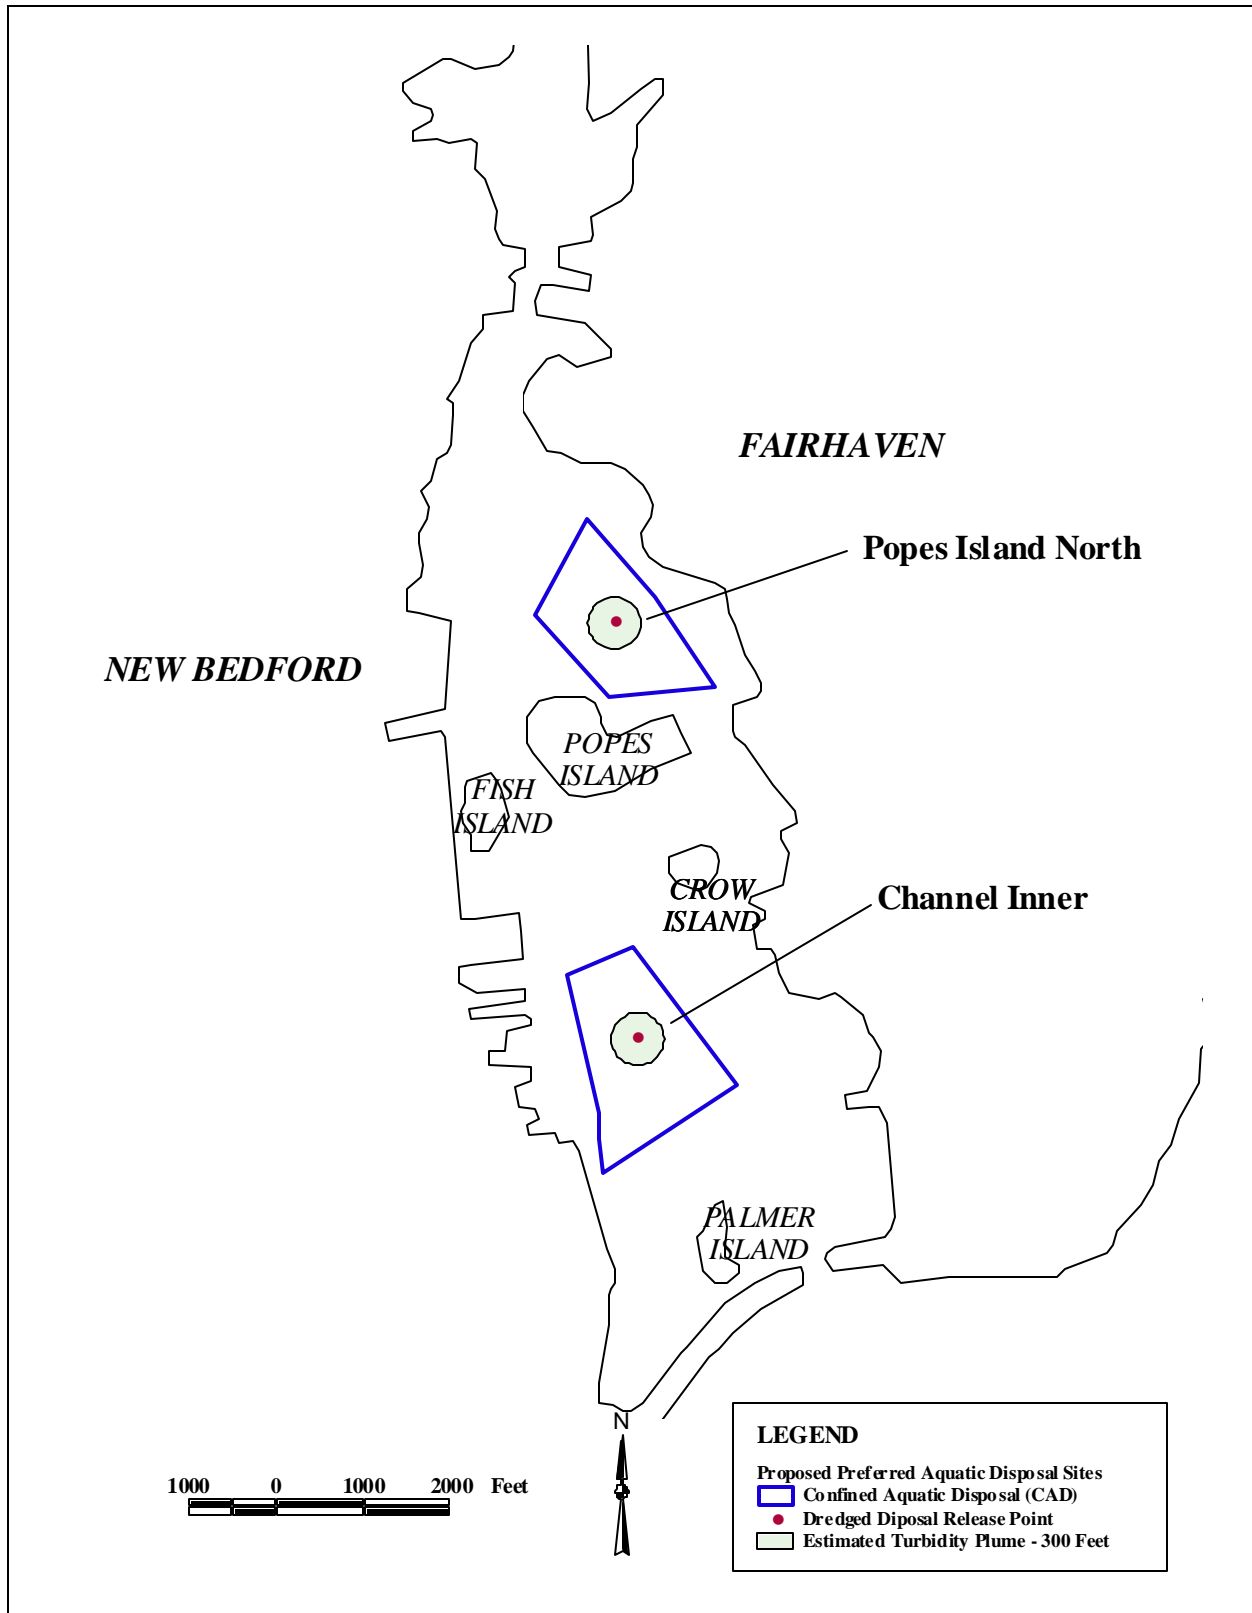 FAIRHAVEN
Popes Island North
NEW BEDFORD
POPES
ISLAND
FISH
ISLAND
CROW
ISLAND
Channel Inner
PALMER
ISLAND
N
1000 0 1000 2000 Feet
LEGEND
Proposed Preferred Aquatic Disposal Sites
Confined Aquatic Disposal (CAD)
Dredged Diposal Release Point
Estimated Turbidity Plume - 300 Feet